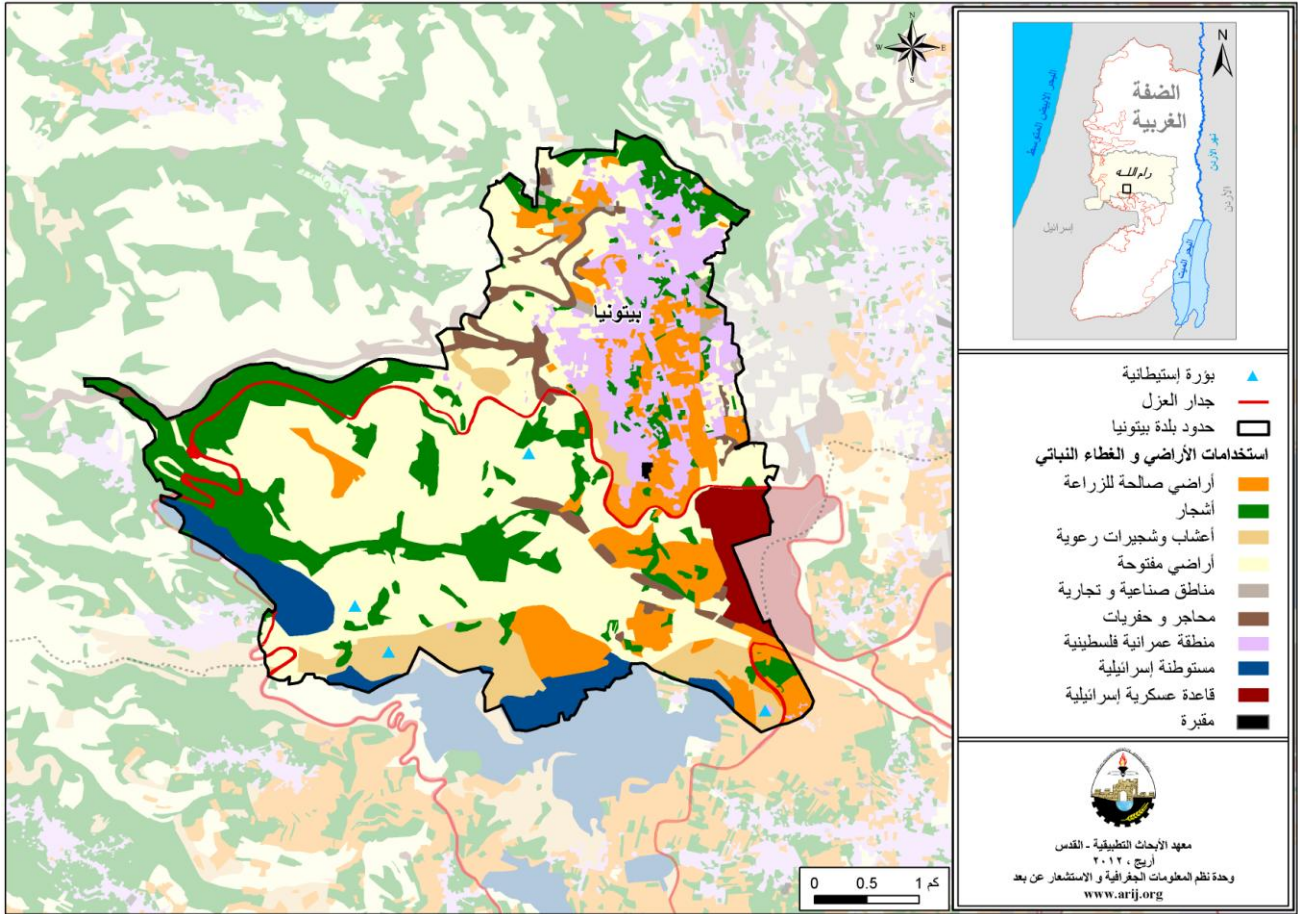 N
W
E
S
بيتونيا
0 0.5 1 كم
N
البحر الأبيض المتوسط
الضفة
الغربية
نهر الأردن
رام الله
الأردن
إسرائيل
البحر الميت
بؤرة إستيطانية
جدار العزل
حدود بلدة بيتونيا
استخدامات الأراضي و الغطاء النباتي
أراضي صالحة للزراعة
أشجار
أعشاب وشجيرات رعوية
أراضي مفتوحة
مناطق صناعية و تجارية
محاجر و حفريات
منطقة عمرانية فلسطينية
مستوطنة إسرائيلية
قاعدة عسكرية إسرائيلية
مقبرة
معهد الأبحاث التطبيقية - القدس
أريج ، ٢٠١٢
وحدة نظم المعلومات الجغرافية و الاستشعار عن بعد
www.arij.org